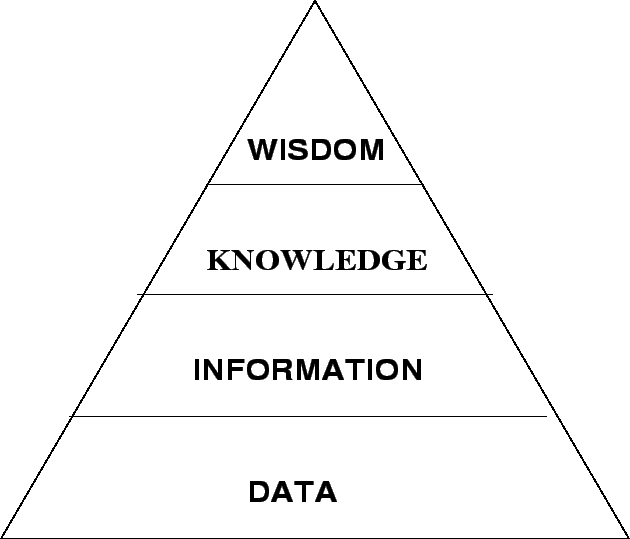 WISDOM
KNOWLEDGE
INFORMATION
DATA